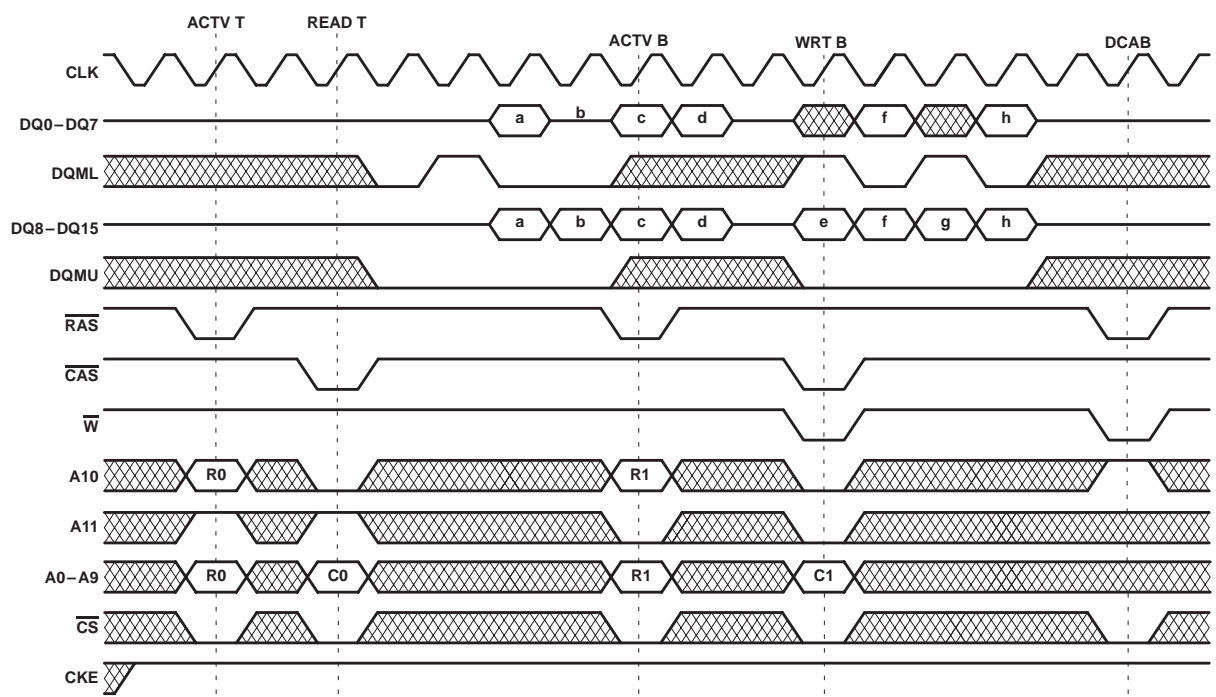 ACTV T READ T ACTV B WRT B DCAB
CLK
DQ0–DQ7 a b c d f h
DQML
DQ8–DQ15 a b c d e f g h
DQMU
RAS
CAS
W
A10 R0 R1
A11
A0–A9 R0 C0 R1 C1
CS
CKE